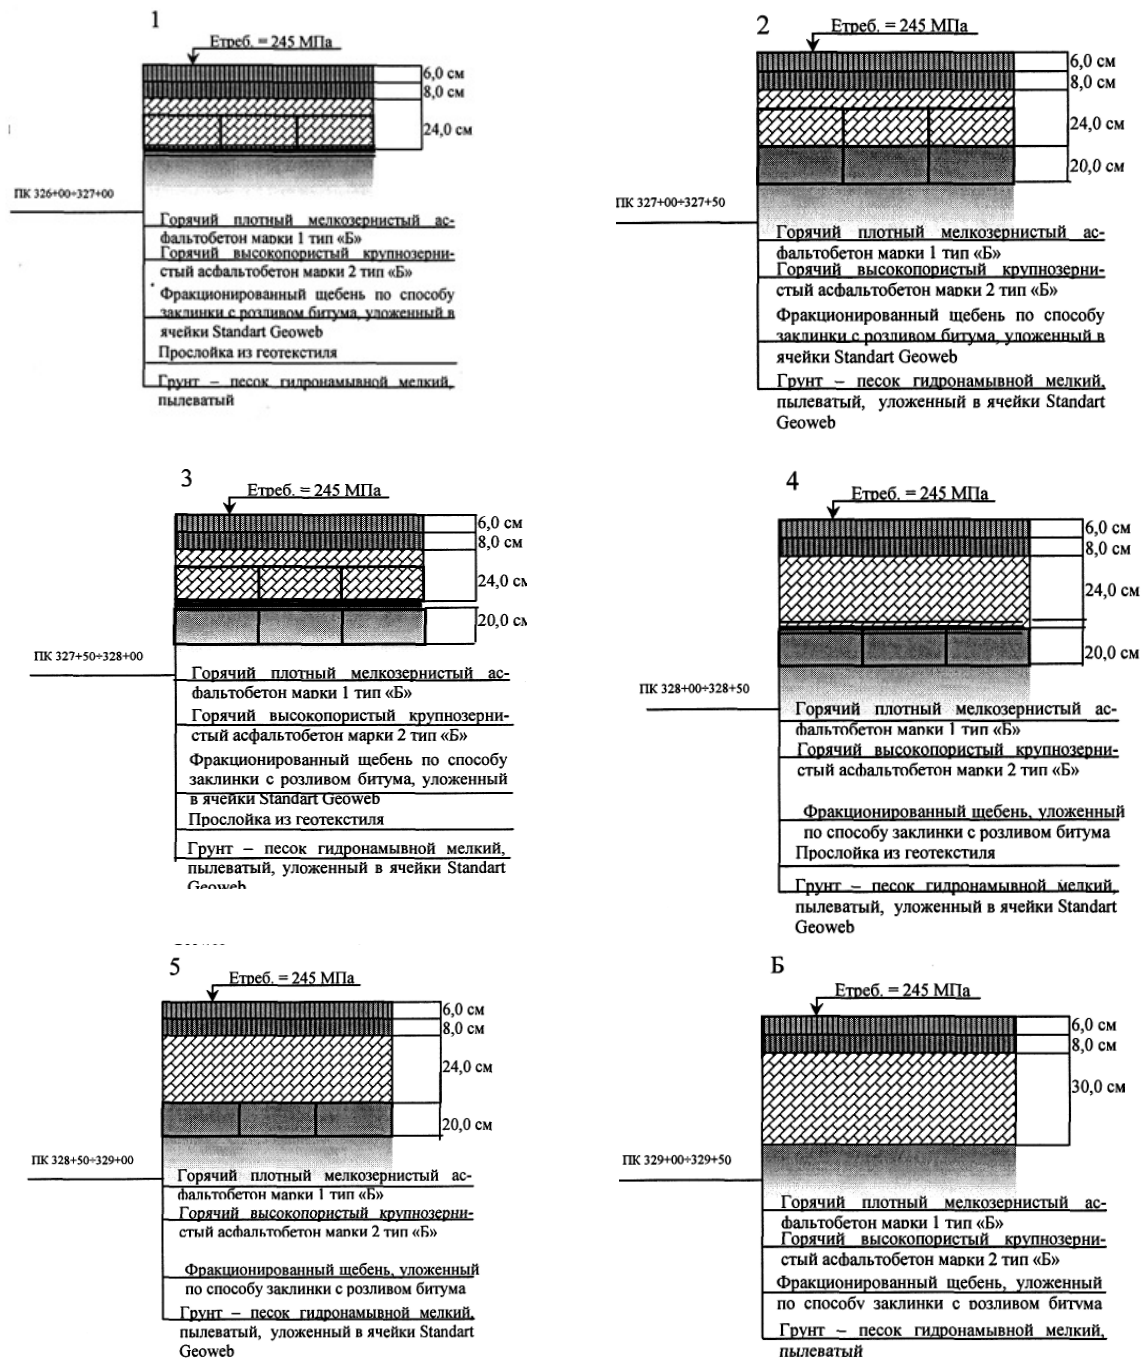 1
Eтреб. = 245 МПа
6,0 см
8,0 см
24,0 см
ПК 326+00÷327+00
Горячий плотный мелкозернистый ас-
фальтобетон марки 1 тип «Б»
Горячий высокопористый крупнозерни-
стый асфальтобетон марки 2 тип «Б»
Фракционированный щебень по способу
заклинки с розливом битума, уложенный в
ячейки Standart Geoweb
Прослойка из геотекстиля
Грунт – песок гидронамывной мелкий,
пылеватый
2
Eтреб. = 245 МПа
6,0 см
8,0 см
24,0 см
20,0 см
ПК 327+00÷327+50
Горячий плотный мелкозернистый ас-
фальтобетон марки 1 тип «Б»
Горячий высокопористый крупнозерни-
стый асфальтобетон марки 2 тип «Б»
Фракционированный щебень по способу
заклинки с розливом битума, уложенный в
ячейки Standart Geoweb
Грунт – песок гидронамывной мелкий,
пылеватый, уложенный в ячейки Standart
Geoweb
3
Eтреб. = 245 МПа
6,0 см
8,0 см
24,0 см
20,0 см
ПК 327+50÷328+00
Горячий плотный мелкозернистый ас-
фальтобетон марки 1 тип «Б»
Горячий высокопористый крупнозерни-
стый асфальтобетон марки 2 тип «Б»
Фракционированный щебень по способу
заклинки с розливом битума, уложенный
в ячейки Standart Geoweb
Прослойка из геотекстиля
Грунт – песок гидронамывной мелкий,
пылеватый, уложенный в ячейки Standart
Geoweb
4
Eтреб. = 245 МПа
6,0 см
8,0 см
24,0 см
20,0 см
ПК 328+00÷328+50
Горячий плотный мелкозернистый ас-
фальтобетон марки 1 тип «Б»
Горячий высокопористый крупнозерни-
стый асфальтобетон марки 2 тип «Б»
Фракционированный щебень, уложенный
по способу заклинки с розливом битума
Прослойка из геотекстиля
Грунт – песок гидронамывной мелкий,
пылеватый, уложенный в ячейки Standart
Geoweb
5
Eтреб. = 245 МПа
6,0 см
8,0 см
24,0 см
20,0 см
ПК 328+50÷329+00
Горячий плотный мелкозернистый ас-
фальтобетон марки 1 тип «Б»
Горячий высокопористый крупнозерни-
стый асфальтобетон марки 2 тип «Б»
Фракционированный щебень, уложенный
по способу заклинки с розливом битума
Грунт – песок гидронамывной мелкий,
пылеватый, уложенный в ячейки Standart
Geoweb
Б
Eтреб. = 245 МПа
6,0 см
8,0 см
30,0 см
ПК 329+00÷329+50
Горячий плотный мелкозернистый ас-
фальтобетон марки 1 тип «Б»
Горячий высокопористый крупнозерни-
стый асфальтобетон марки 2 тип «Б»
Фракционированный щебень, уложенный
по способу заклинки с розливом битума
Грунт – песок гидронамывной мелкий,
пылеватый